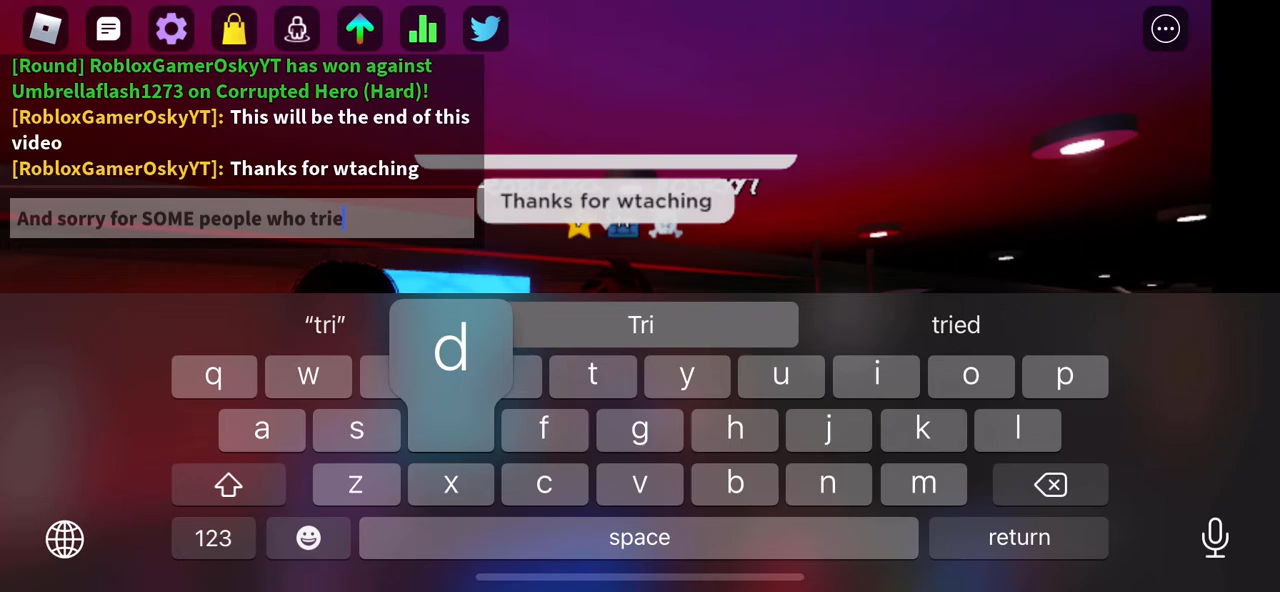 [Round] RobloxGamerOskyYT has won against
Umbrellaflash1273 on Corrupted Hero (Hard)!
[RobloxGamerOskyYT]: This will be the end of this
video
[RobloxGamerOskyYT]: Thanks for wtaching
Thanks for wtaching
And sorry for SOME people who trie
“tri” Tri tried
d
q w t y u i o p
a s f g h j k l
z x c v b n m
123 space return